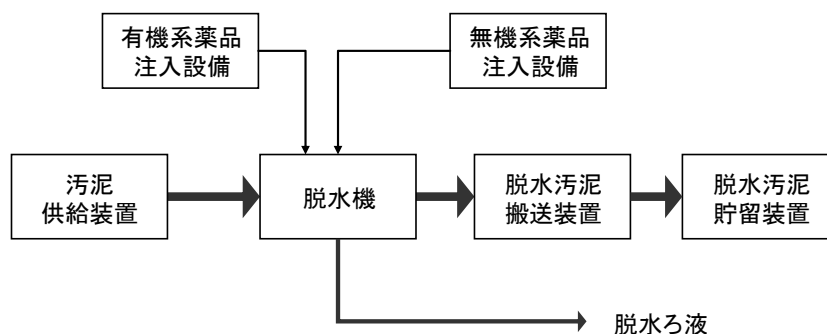 有機系薬品
注入設備
無機系薬品
注入設備
汚泥
供給装置
脱水機
脱水汚泥
搬送装置
脱水汚泥
貯留装置
脱水ろ液